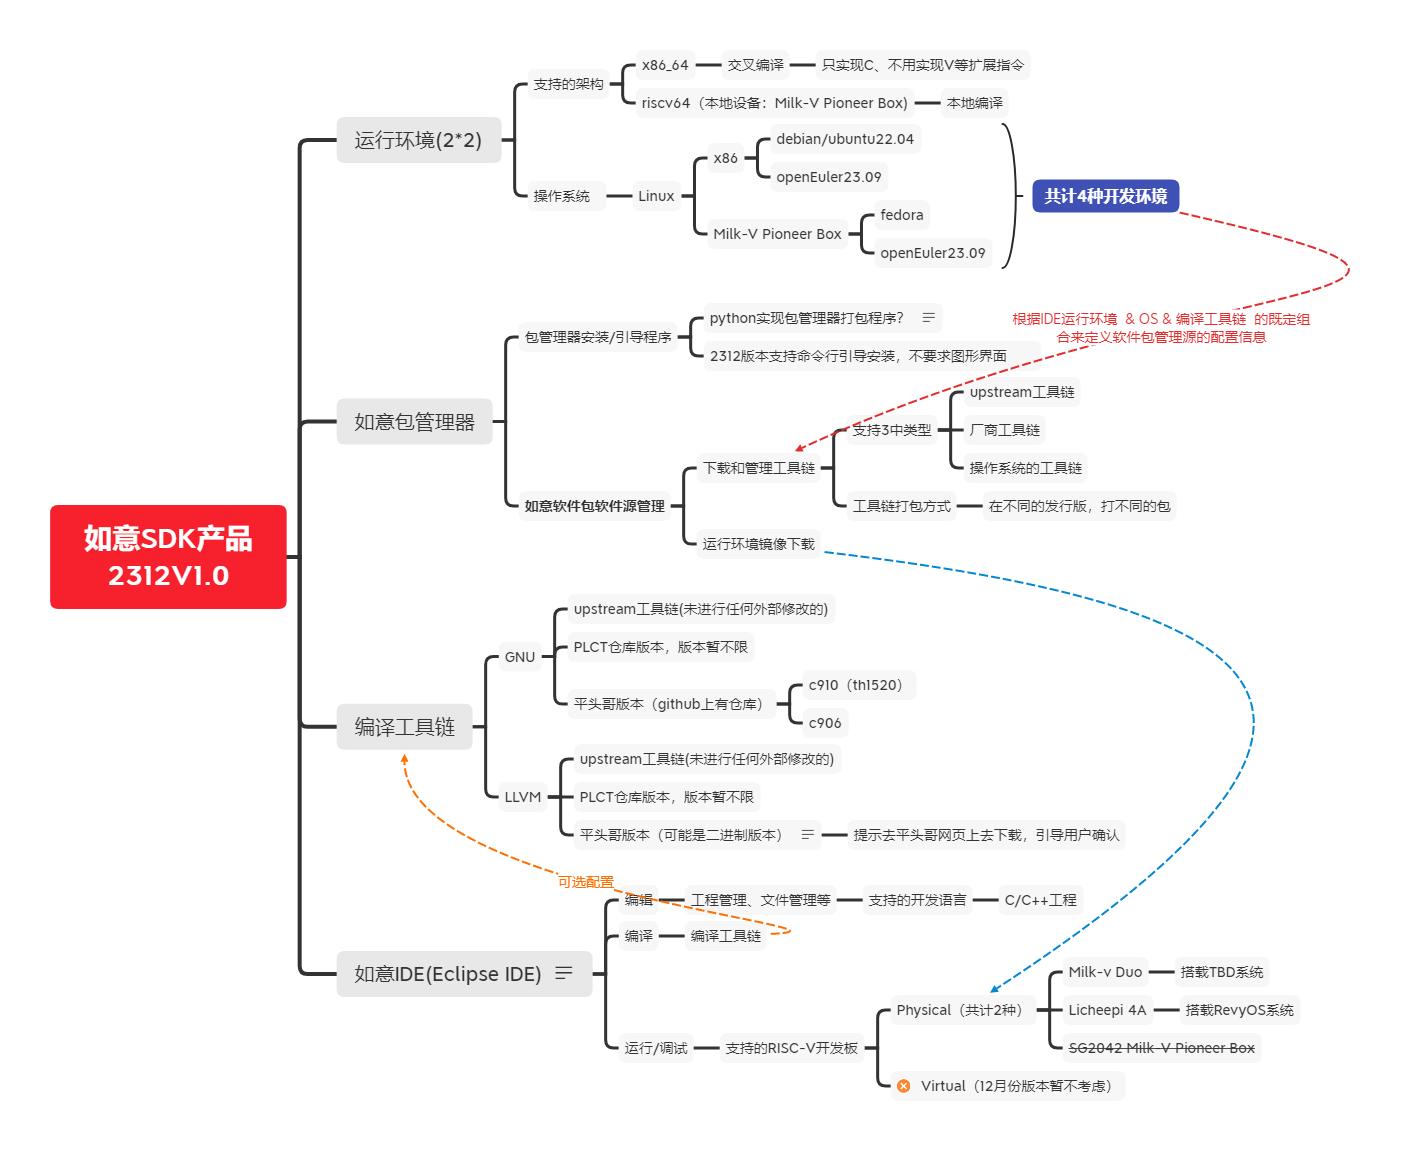 如意SDK产品
2312V1.0
运行环境(2*2)
支持的架构
x86_64
交叉编译
只实现C、不用实现V等扩展指令
riscv64（本地设备：Milk-V Pioneer Box)
本地编译
操作系统
Linux
x86
debian/ubuntu22.04
openEuler23.09
Milk-V Pioneer Box
fedora
openEuler23.09
共计4种开发环境
根据IDE运行环境 & OS & 编译工具链 的既定组
合来定义软件包管理源的配置信息
如意包管理器
包管理器安装/引导程序
python实现包管理器打包程序？
2312版本支持命令行引导安装，不要求图形界面
如意软件包软件源管理
下载和管理工具链
支持3中类型
upstream工具链
厂商工具链
操作系统的工具链
工具链打包方式
在不同的发行版，打不同的包
运行环境镜像下载
编译工具链
GNU
upstream工具链(未进行任何外部修改的)
PLCT仓库版本，版本暂不限
平头哥版本（github上有仓库）
c910（th1520）
c906
LLVM
upstream工具链(未进行任何外部修改的)
PLCT仓库版本，版本暂不限
平头哥版本（可能是二进制版本）
提示去平头哥网页上去下载，引导用户确认
可选配置
如意IDE(Eclipse IDE)
编辑
工程管理、文件管理等
支持的开发语言
C/C++工程
编译
编译工具链
运行/调试
支持的RISC-V开发板
Physical（共计2种）
Milk-v Duo
搭载TBD系统
Licheepi 4A
搭载RevyOS系统
SG2042 Milk-V Pioneer Box
Virtual（12月份版本暂不考虑）